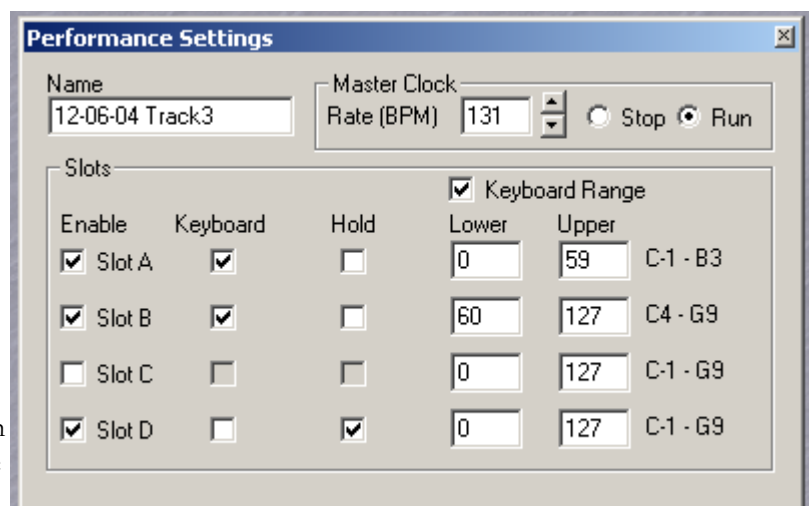 Performance Settings
Name
12-06-04 Track3
Master Clock
Rate (BPM) 131 Stop Run
Slots
Keyboard Range
Enable Keyboard Hold Lower Upper
Slot A 0 59 C-1 - B3
Slot B 60 127 C4 - G9
Slot C 0 127 C-1 - G9
Slot D 0 127 C-1 - G9